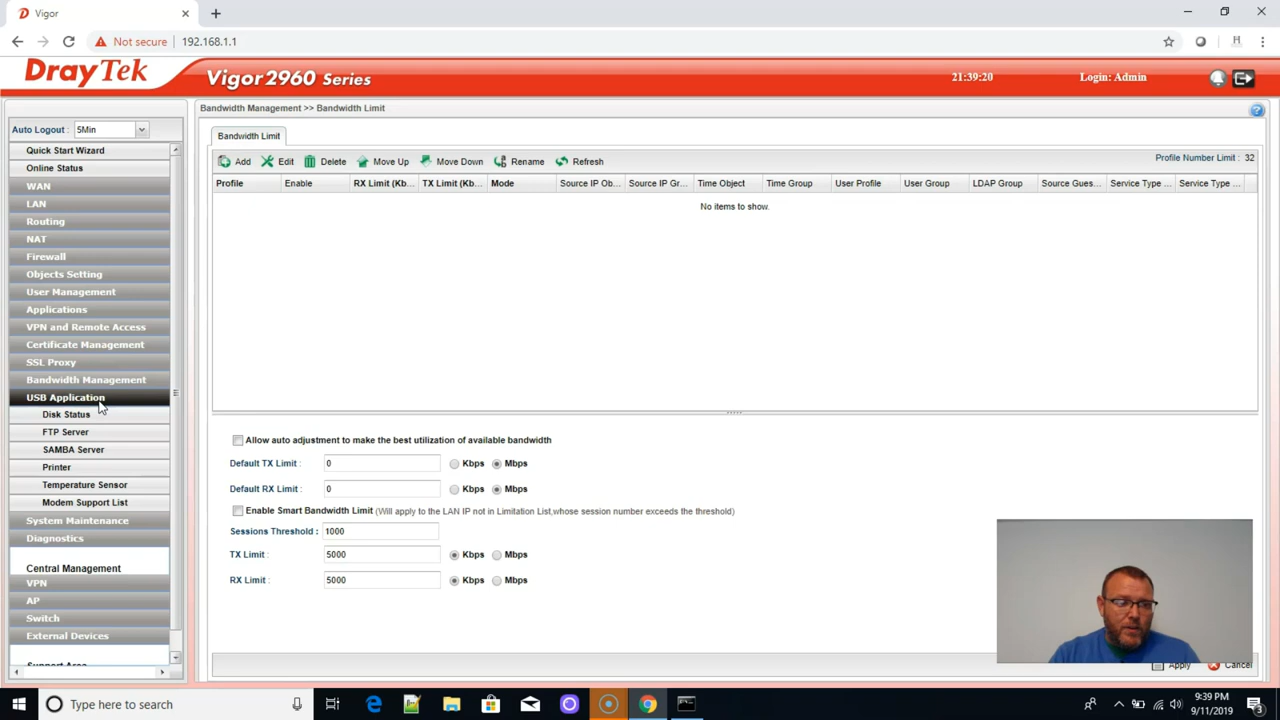 Vigor
Not secure 192.168.1.1
DrayTek Vigor2960 Series 21:39:20 Login: Admin
Auto Logout : 5Min
Quick Start Wizard
Online Status
WAN
LAN
Routing
NAT
Firewall
Objects Setting
User Management
Applications
VPN and Remote Access
Certificate Management
SSL Proxy
Bandwidth Management
USB Application
Disk Status
FTP Server
SAMBA Server
Printer
Temperature Sensor
Modem Support List
System Maintenance
Diagnostics
Central Management
VPN
AP
Switch
External Devices
Support Area
Bandwidth Management >> Bandwidth Limit
Bandwidth Limit
Add Edit Delete Move Up Move Down Rename Refresh Profile Number Limit : 32
Profile Enable RX Limit (Kb... TX Limit (Kb... Mode Source IP Ob... Source IP Gr... Time Object Time Group User Profile User Group LDAP Group Source Gues... Service Type ... Service Type ...
No items to show.
Allow auto adjustment to make the best utilization of available bandwidth
Default TX Limit : 0 Kbps Mbps
Default RX Limit : 0 Kbps Mbps
Enable Smart Bandwidth Limit (Will apply to the LAN IP not in Limitation List,whose session number exceeds the threshold)
Sessions Threshold : 1000
TX Limit : 5000 Kbps Mbps
RX Limit : 5000 Kbps Mbps
Apply Cancel
Type here to search
9:39 PM
9/11/2019
3